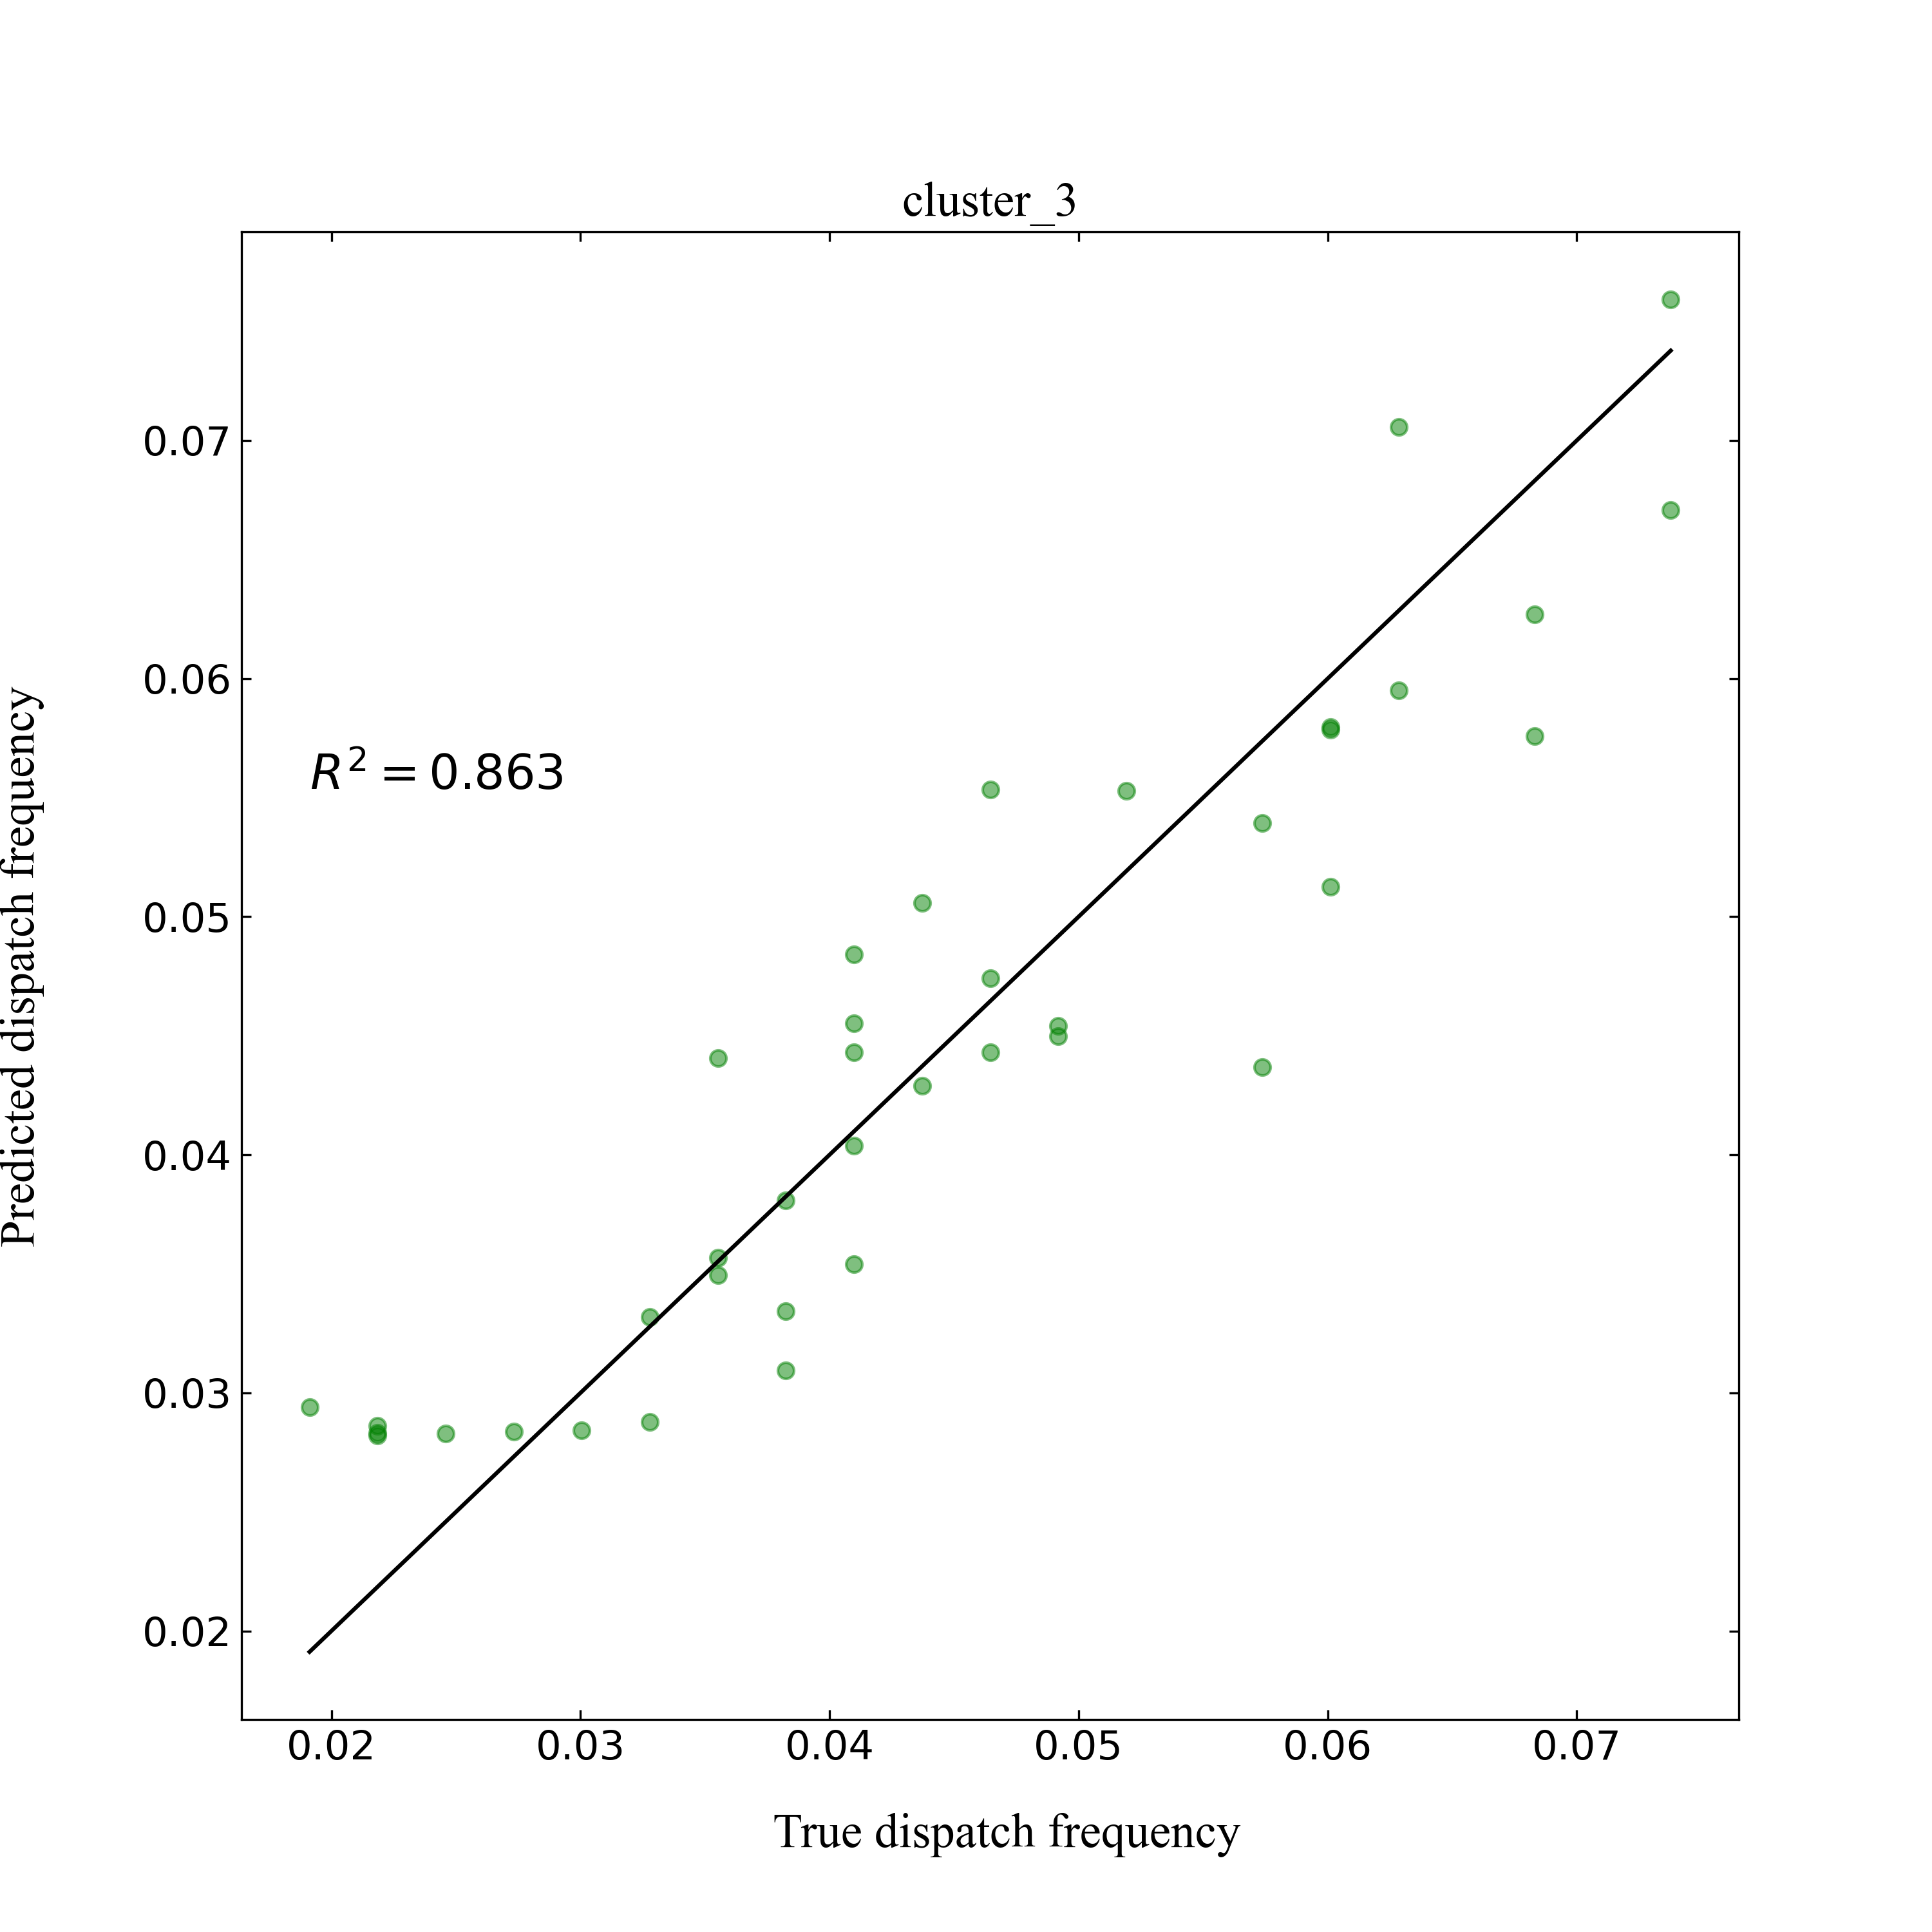 cluster_3
0.07
0.06
R² = 0.863
0.05
0.04
0.03
0.02
Predicted dispatch frequency
0.02 0.03 0.04 0.05 0.06 0.07
True dispatch frequency